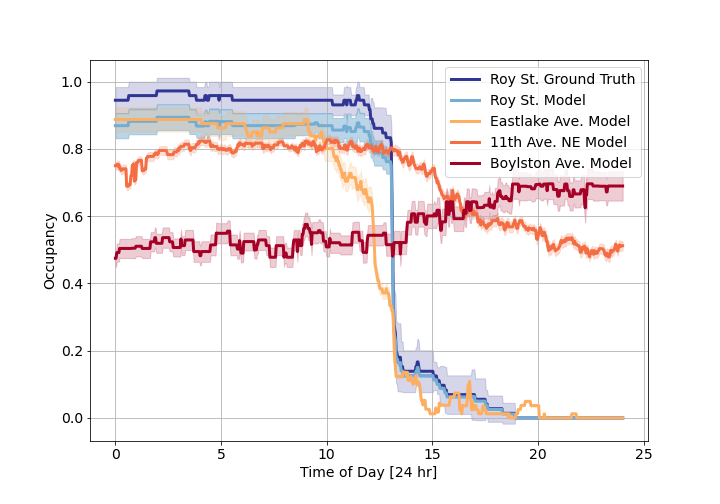 Roy St. Ground Truth
Roy St. Model
Eastlake Ave. Model
11th Ave. NE Model
Boylston Ave. Model
1.0
0.8
0.6
0.4
0.2
0.0
Occupancy
0 5 10 15 20 25
Time of Day [24 hr]